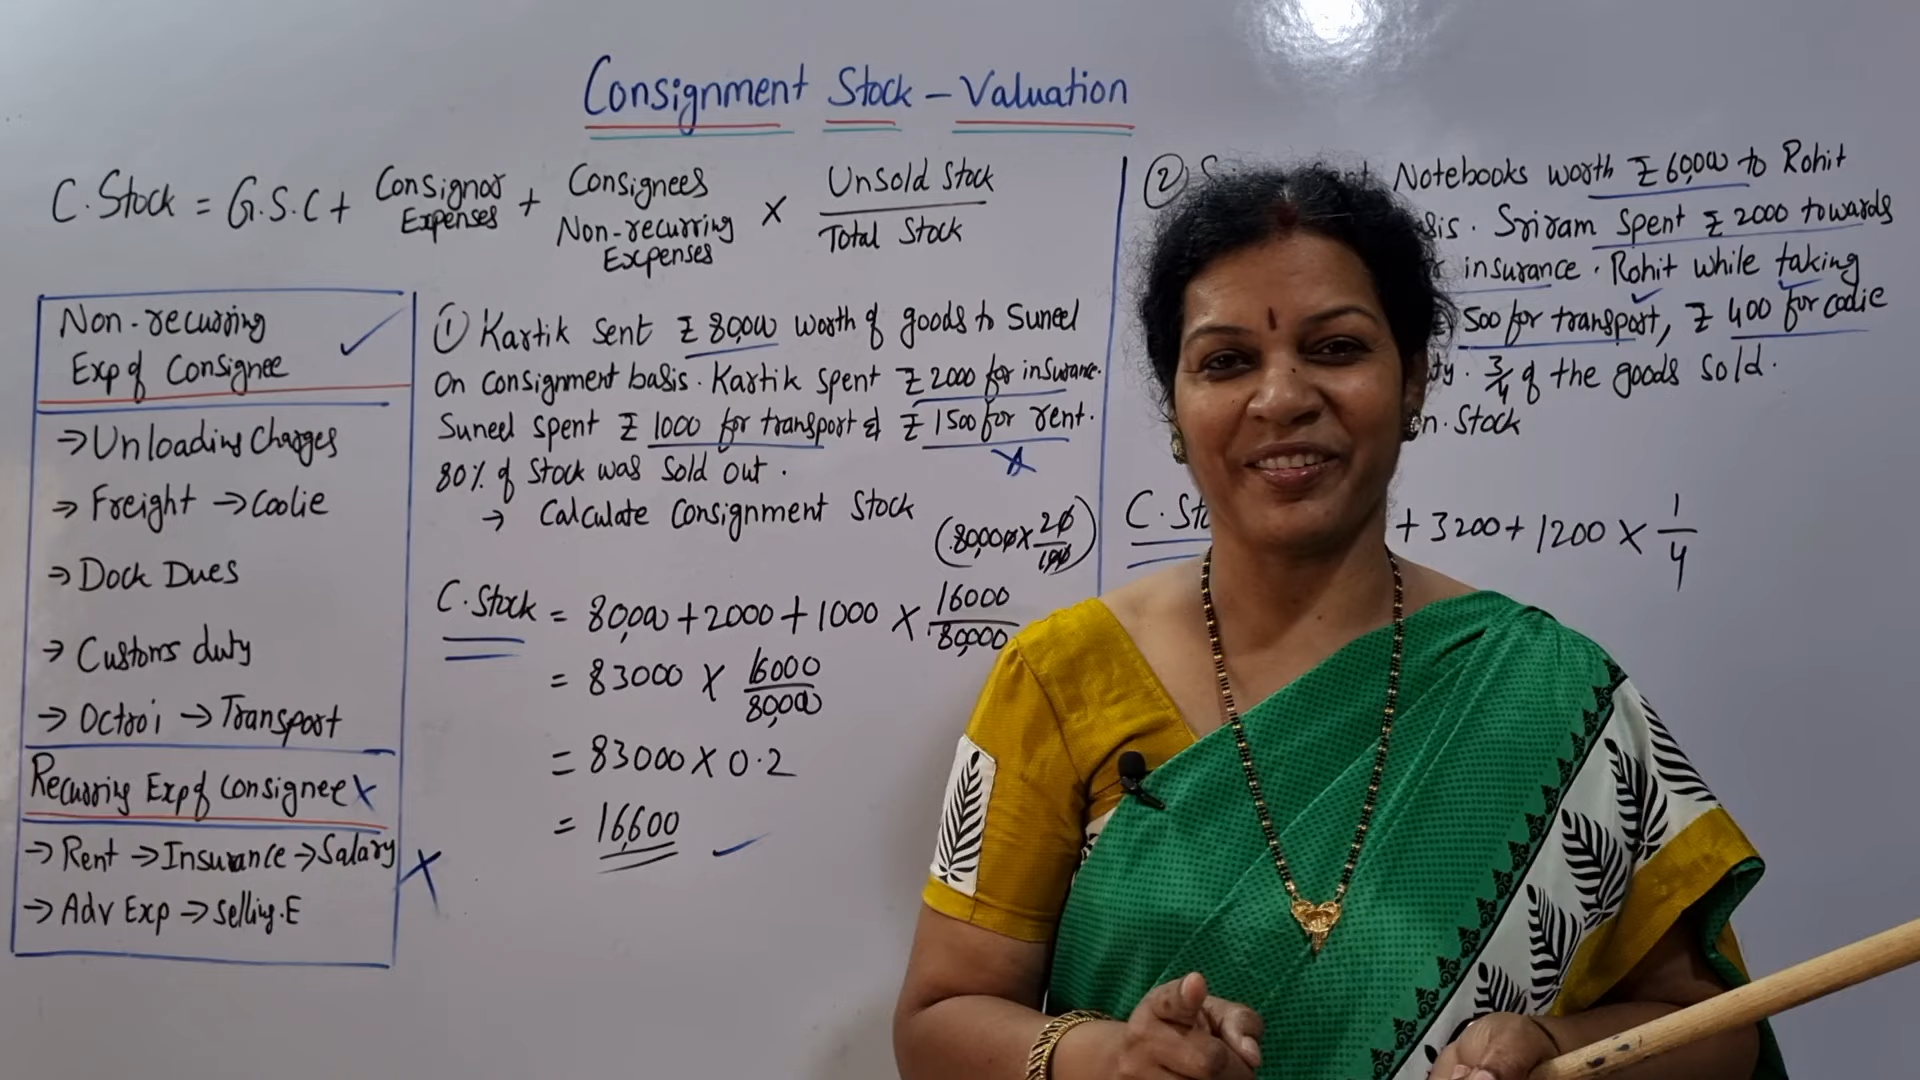 Consignment Stock - Valuation
C. Stock = G.S.C + Consignor Expenses + Consignees Non-recurring Expenses × Unsold Stock / Total Stock
Non-recurring
Exp of Consignee ✓
→ Unloading Charges
→ Freight → Coolie
→ Dock Dues
→ Customs duty
→ Octroi → Transport
Recurring Exp of Consignee X
→ Rent → Insurance → Salary X
→ Adv Exp → Selling.E
① Kartik sent ₹ 80,000 worth of goods to Suneel
on consignment basis. Kartik spent ₹ 2000 for insurance.
Suneel spent ₹ 1000 for transport & ₹ 1500 for rent.
X
80% of stock was sold out.
→ Calculate Consignment Stock
(80,000 × 20/100)
C. Stock = 80,000 + 2000 + 1000 × 16000/80,000
= 83000 × 16000/80,000
= 83000 × 0.2
= 16,600 ✓
② Notebooks worth ₹ 60,000 to Rohit
Sriram spent ₹ 2000 towards
insurance. Rohit while taking
500 for transport, ₹ 400 for coolie
3/4 of the goods sold.
Stock
+ 3200 + 1200 × 1/4